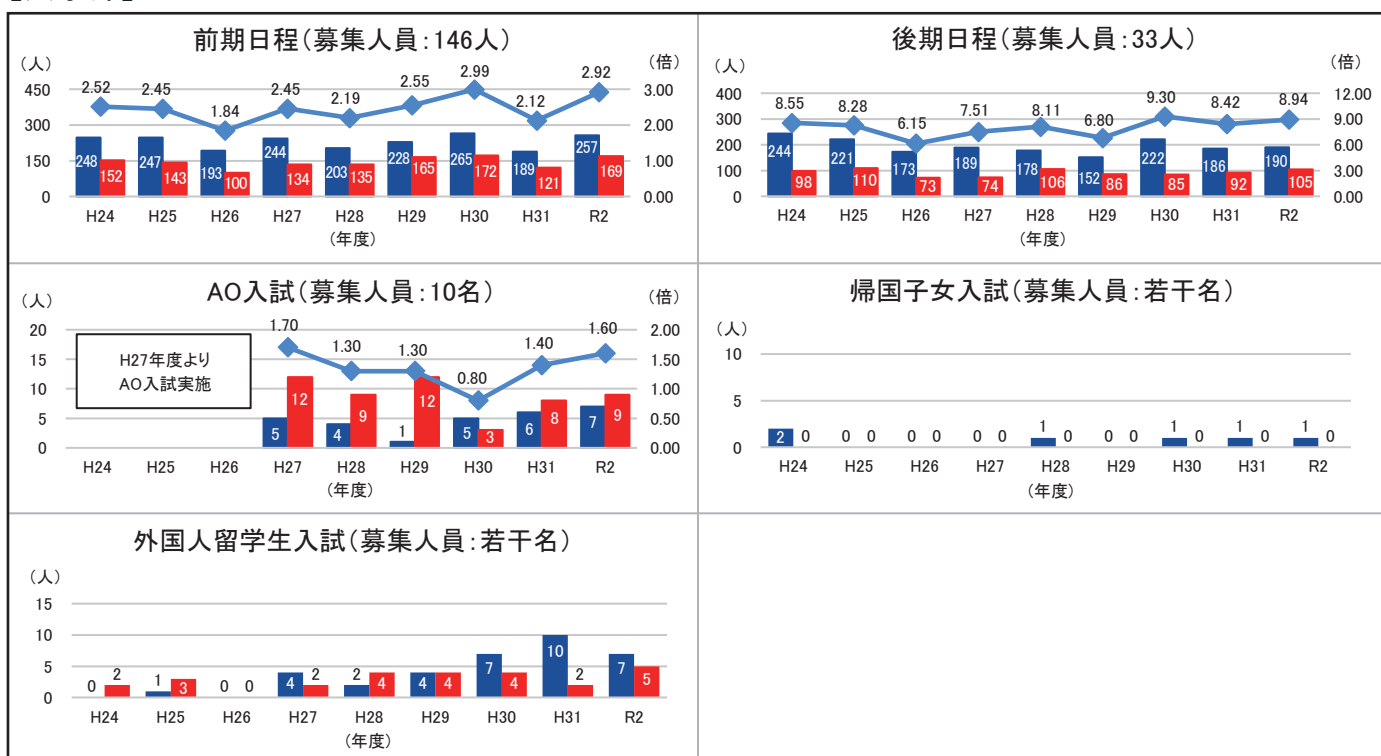 前期日程(募集人員:146人)
(人) (倍)
2.52 2.45 1.84 2.45 2.19 2.55 2.99 2.12 2.92
450 300 150 0
3.00 2.00 1.00 0.00
248 152 247 143 193 100 244 134 203 135 228 165 265 172 189 121 257 169
H24 H25 H26 H27 H28 H29 H30 H31 R2
(年度)
後期日程(募集人員:33人)
(人) (倍)
8.55 8.28 6.15 7.51 8.11 6.80 9.30 8.42 8.94
400 300 200 100 0
12.00 9.00 6.00 3.00 0.00
244 98 221 110 173 73 189 74 178 106 152 86 222 85 186 92 190 105
H24 H25 H26 H27 H28 H29 H30 H31 R2
(年度)
AO入試(募集人員:10名)
(人) (倍)
H27年度より
AO入試実施
1.70 1.30 1.30 0.80 1.40 1.60
20 15 10 5 0
2.00 1.50 1.00 0.50 0.00
5 12 4 9 1 12 5 3 6 8 7 9
H24 H25 H26 H27 H28 H29 H30 H31 R2
(年度)
帰国子女入試(募集人員:若干名)
(人)
10 5 0
2 0 0 0 0 0 0 0 1 0 0 0 1 0 1 0 1 0
H24 H25 H26 H27 H28 H29 H30 H31 R2
(年度)
外国人留学生入試(募集人員:若干名)
(人)
15 10 5 0
0 2 1 3 0 0 4 2 2 4 4 4 7 4 10 2 7 5
H24 H25 H26 H27 H28 H29 H30 H31 R2
(年度)